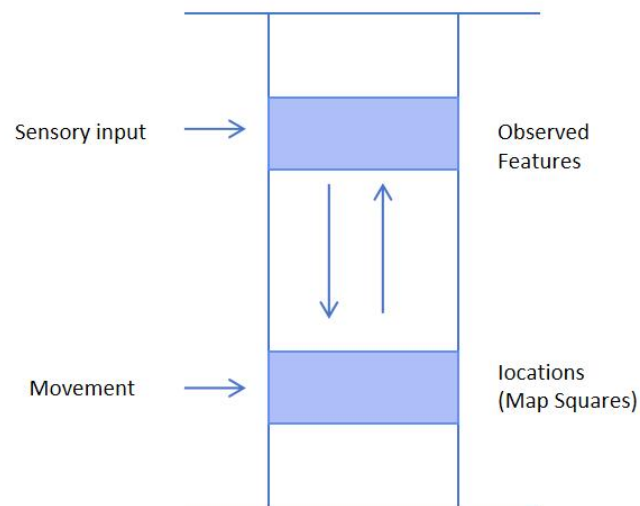 Sensory input
Observed
Features
Movement
locations
(Map Squares)